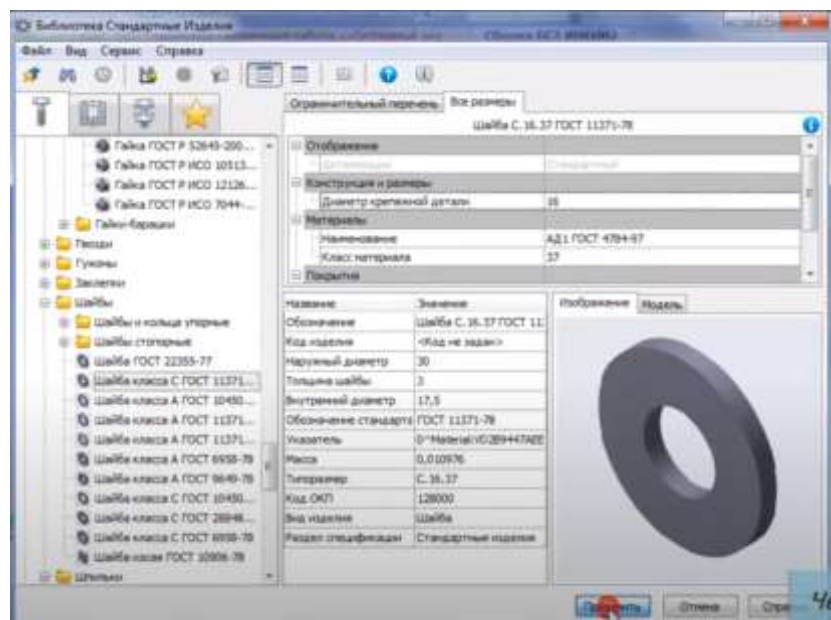 Библиотека Стандартные Изделия
Файл Вид Сервис Справка
Ограничительный перечень Все размеры
Шайба C.16.37 ГОСТ 11371-78
Гайка ГОСТ Р 52645-200...
Гайка ГОСТ Р ИСО 10513...
Гайка ГОСТ Р ИСО 12126...
Гайка ГОСТ Р ИСО 7044-...
Гайки-барашки
Гвозди
Гужоны
Заклепки
Шайбы
Шайбы и кольца упорные
Шайбы стопорные
Шайба ГОСТ 22355-77
Шайба класса C ГОСТ 11371...
Шайба класса A ГОСТ 10450...
Шайба класса A ГОСТ 11371...
Шайба класса A ГОСТ 11371...
Шайба класса A ГОСТ 6958-78
Шайба класса A ГОСТ 9649-78
Шайба класса C ГОСТ 10450...
Шайба класса C ГОСТ 28848...
Шайба класса C ГОСТ 6958-78
Шайба косая ГОСТ 10906-78
Шпильки
Отображение
Детализация Стандартный
Конструкция и размеры
Диаметр крепежной детали 16
Материалы
Наименование АД1 ГОСТ 4784-97
Класс материала 37
Покрытия
Название Значение
Обозначение Шайба C.16.37 ГОСТ 11
Код изделия <Код не задан>
Наружный диаметр 30
Толщина шайбы 3
Внутренний диаметр 17,5
Обозначение стандарта ГОСТ 11371-78
Указатель
Масса 0,010976
Типоразмер C.16.37
Код ОКП 128000
Вид изделия Шайба
Раздел спецификации Стандартные изделия
Изображение Модель
Применить Отмена